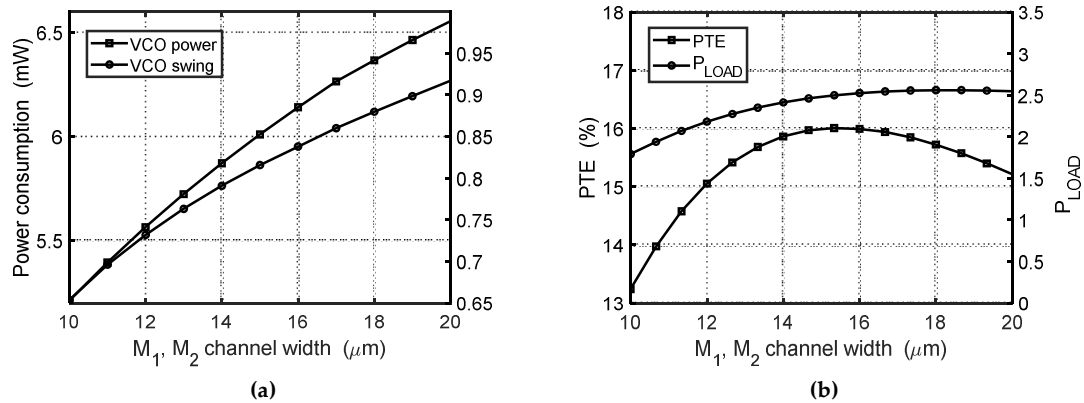 6.5
6
5.5
Power consumption (mW)
VCO power
VCO swing
0.95
0.9
0.85
0.8
0.75
0.7
0.65
10 12 14 16 18 20
M1, M2 channel width (μm)
(a)
18
17
16
15
14
13
PTE (%)
PTE
PLOAD
3.5
3
2.5
2
1.5
1
0.5
0
PLOAD
10 12 14 16 18 20
M1, M2 channel width (μm)
(b)